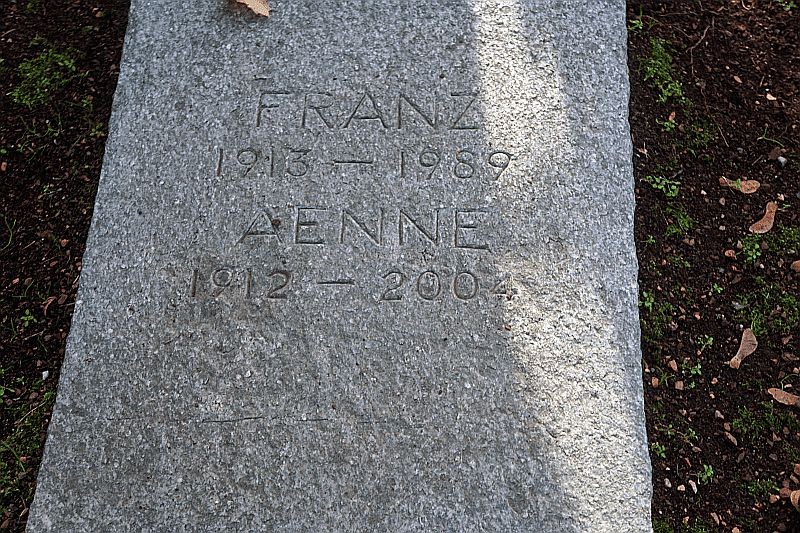 FRANZ
1913 — 1989
AENNE
1912 — 2004